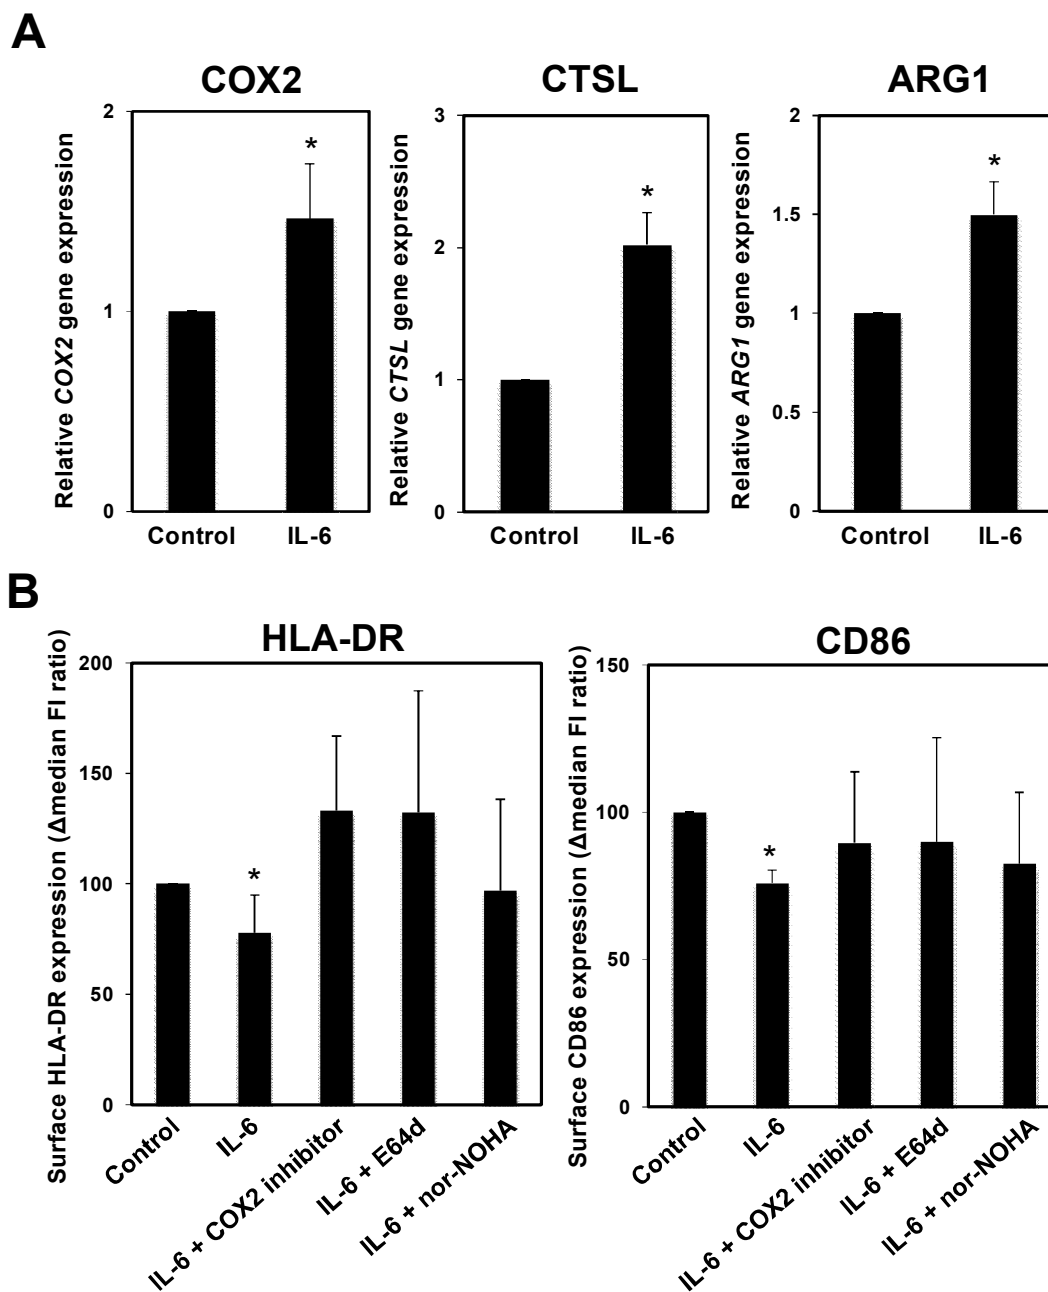 A
COX2
CTSL
ARG1
Relative COX2 gene expression
2
1
0
*
Control
IL-6
Relative CTSL gene expression
3
2
1
0
*
Control
IL-6
Relative ARG1 gene expression
2
1.5
1
0.5
0
*
Control
IL-6
B
HLA-DR
CD86
Surface HLA-DR expression (Δmedian FI ratio)
200
150
100
50
0
*
Control
IL-6
IL-6 + COX2 inhibitor
IL-6 + E64d
IL-6 + nor-NOHA
Surface CD86 expression (Δmedian FI ratio)
150
100
50
0
*
Control
IL-6
IL-6 + COX2 inhibitor
IL-6 + E64d
IL-6 + nor-NOHA